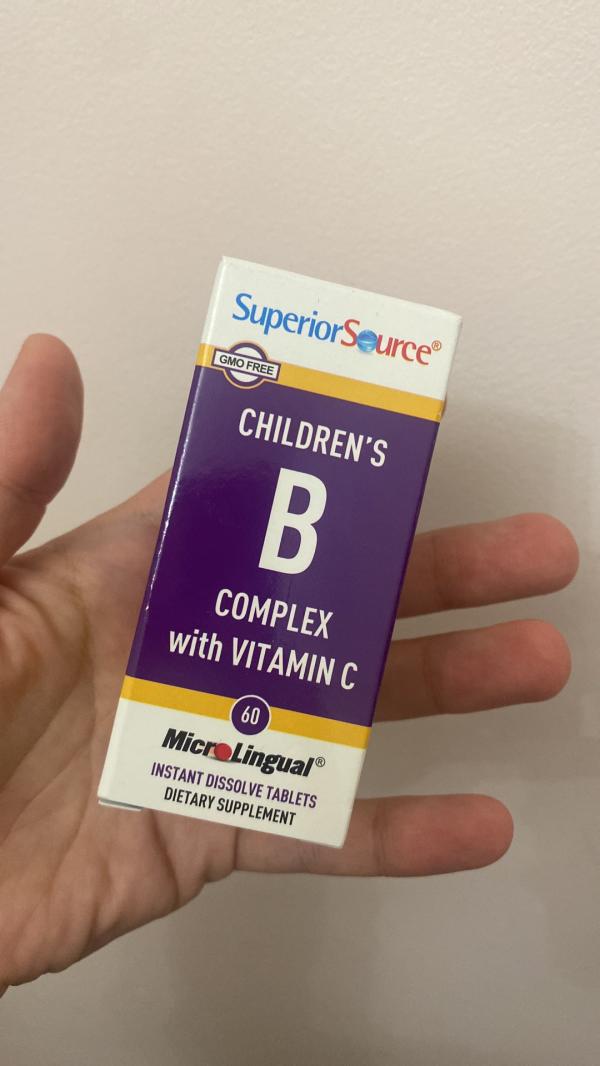 SuperiorSource®
GMO FREE
CHILDREN'S
B
COMPLEX
with VITAMIN C
60
MicroLingual®
INSTANT DISSOLVE TABLETS
DIETARY SUPPLEMENT